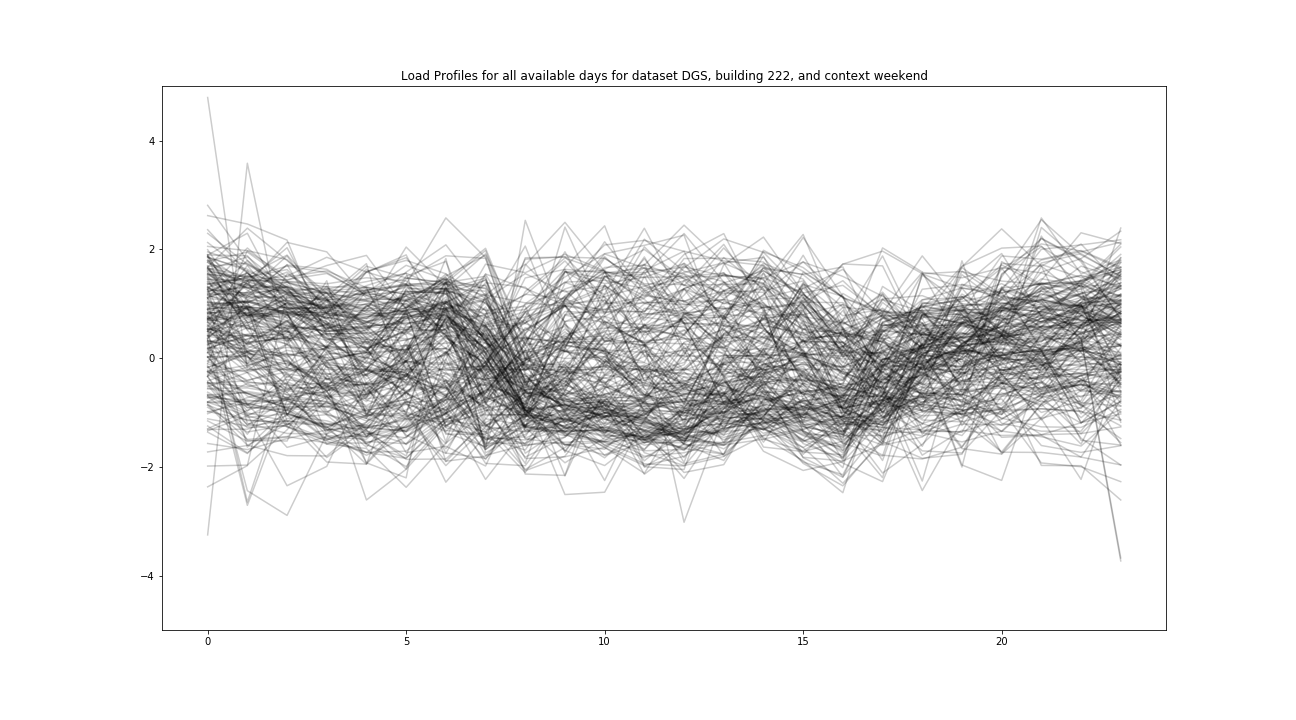 Load Profiles for all available days for dataset DGS, building 222, and context weekend
4
2
0
−2
−4
0 5 10 15 20